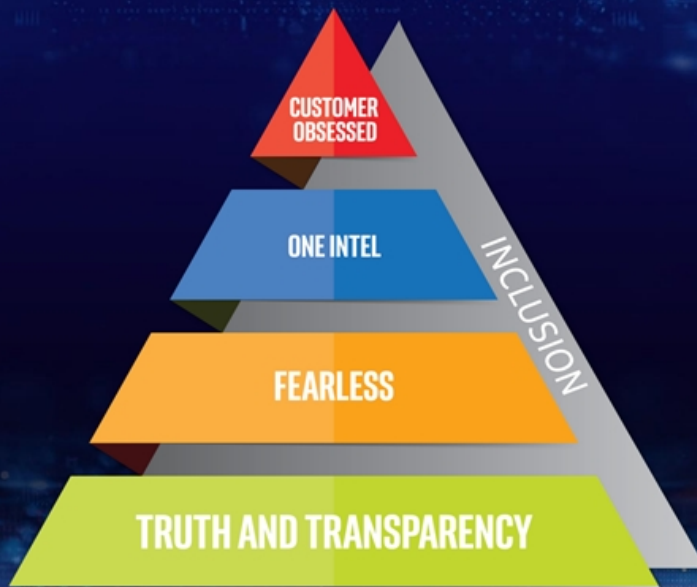 CUSTOMER
OBSESSED
ONE INTEL
INCLUSION
FEARLESS
TRUTH AND TRANSPARENCY